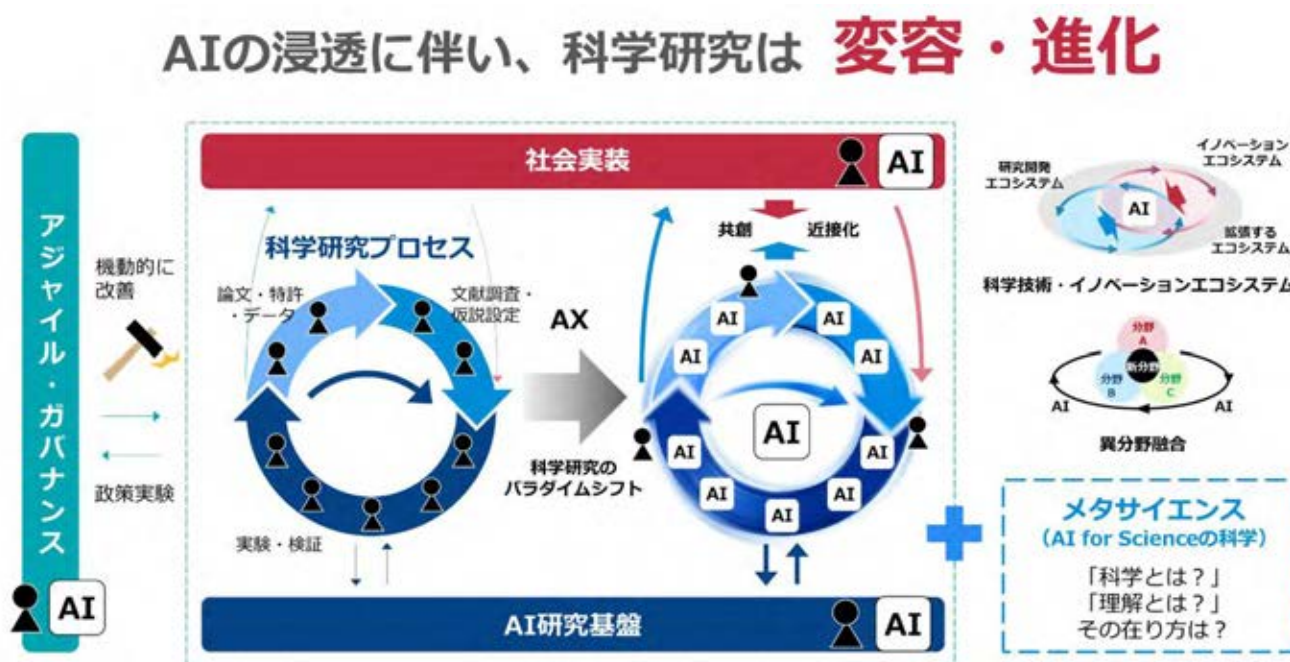 AIの浸透に伴い、科学研究は 変容・進化
アジャイル・ガバナンス
AI
機動的に
改善
政策実験
社会実装
AI
科学研究プロセス
論文・特許
・データ
文献調査・
仮説設定
実験・検証
AX
科学研究の
パラダイムシフト
共創
近接化
AI
AI
AI
AI
AI
AI
AI
AI
AI
AI
AI研究基盤
AI
イノベーション
エコシステム
研究開発
エコシステム
AI
拡張する
エコシステム
科学技術・イノベーションエコシステム
分野
A
新分野
分野
B
分野
C
AI
AI
異分野融合
メタサイエンス
(AI for Scienceの科学)
「科学とは？」
「理解とは？」
その在り方は？